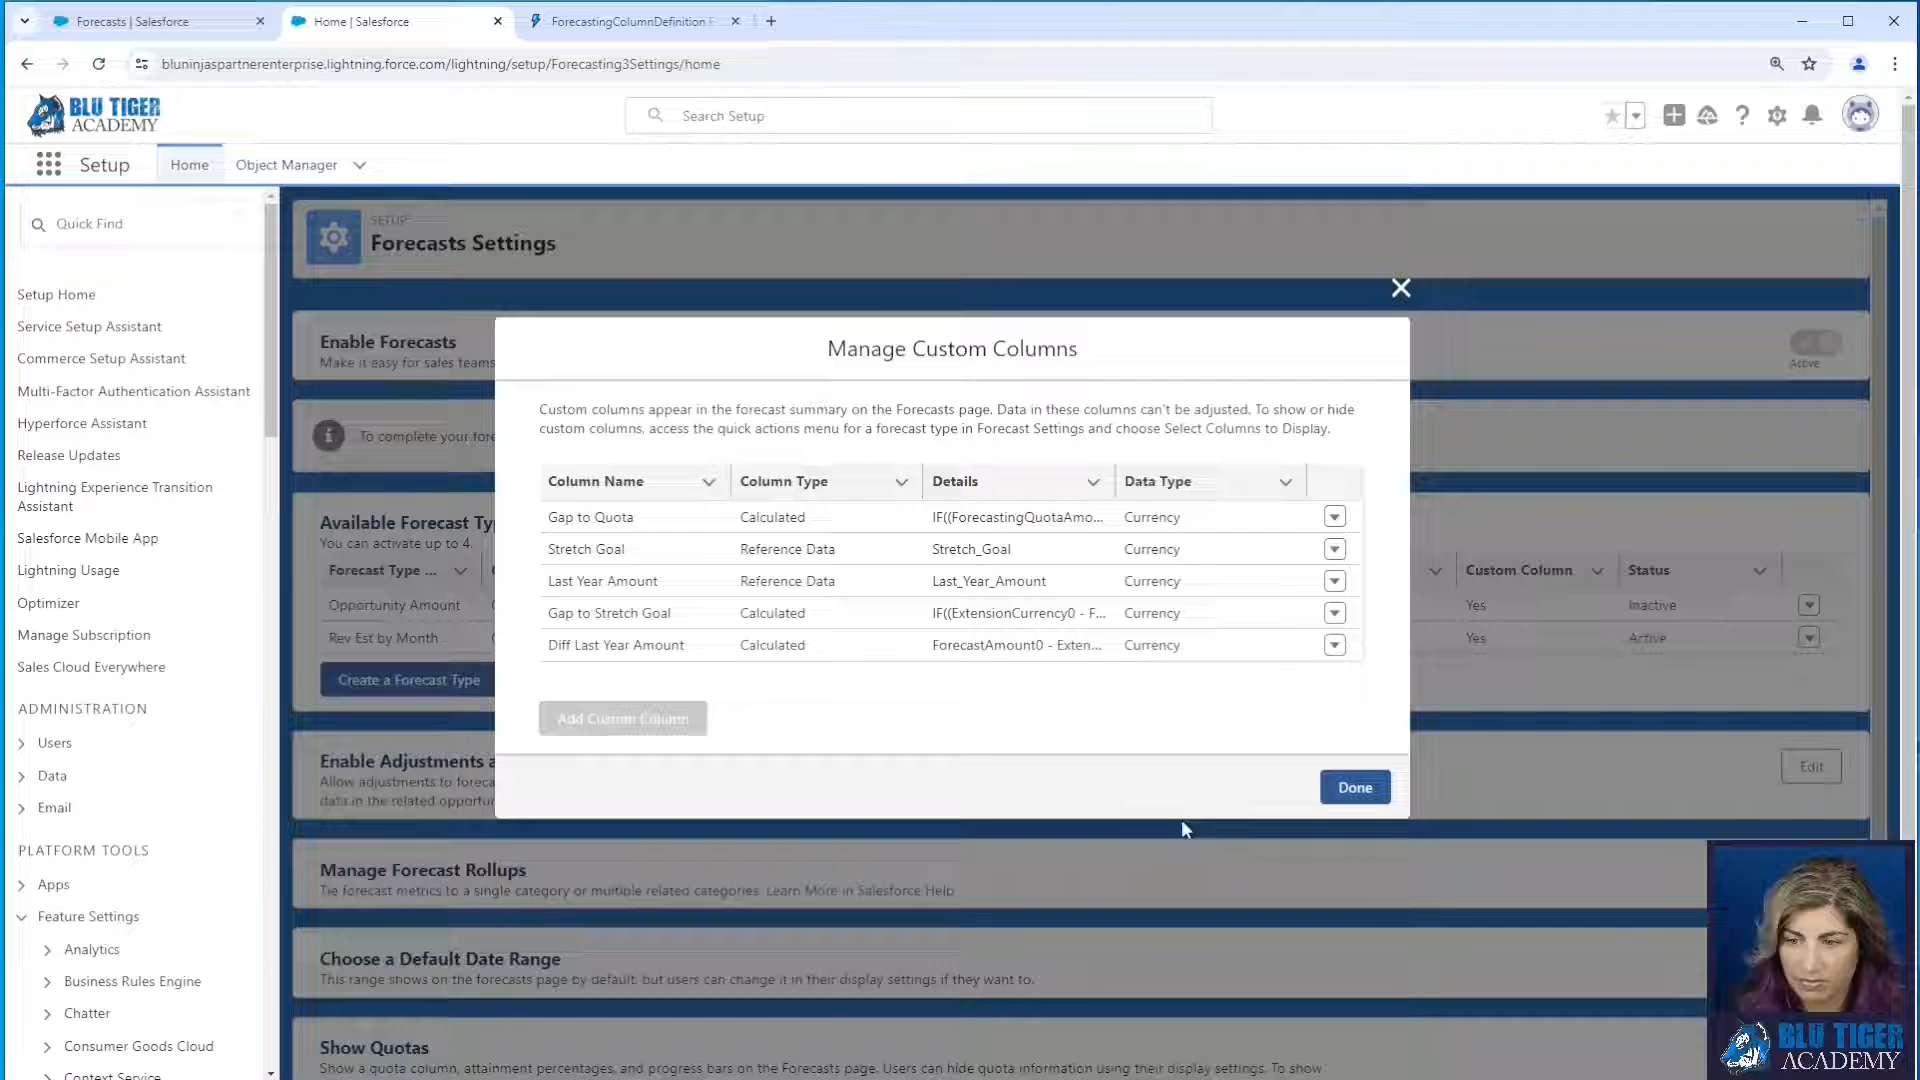 Forecasts | Salesforce
Home | Salesforce
ForecastingColumnDefinition
bluninjaspartnerenterprise.lightning.force.com/lightning/setup/Forecasting3Settings/home
BLU TIGER
ACADEMY
Search Setup
Setup
Home
Object Manager
Quick Find
Setup Home
Service Setup Assistant
Commerce Setup Assistant
Multi-Factor Authentication Assistant
Hyperforce Assistant
Release Updates
Lightning Experience Transition
Assistant
Salesforce Mobile App
Lightning Usage
Optimizer
Manage Subscription
Sales Cloud Everywhere
ADMINISTRATION
Users
Data
Email
PLATFORM TOOLS
Apps
Feature Settings
Analytics
Business Rules Engine
Chatter
Consumer Goods Cloud
Context Service
SETUP
Forecasts Settings
Enable Forecasts
Make it easy for sales teams
Active
To complete your fore
Available Forecast Ty
You can activate up to 4.
Forecast Type ...
Custom Column
Status
Opportunity Amount
Yes
Inactive
Rev Est by Month
Yes
Active
Create a Forecast Type
Enable Adjustments a
Allow adjustments to foreca
data in the related opportun
Edit
Manage Forecast Rollups
Tie forecast metrics to a single category or multiple related categories. Learn More in Salesforce Help
Choose a Default Date Range
This range shows on the forecasts page by default, but users can change it in their display settings if they want to.
Show Quotas
Show a quota column, attainment percentages, and progress bars on the Forecasts page. Users can hide quota information using their display settings. To show
Manage Custom Columns
Custom columns appear in the forecast summary on the Forecasts page. Data in these columns can't be adjusted. To show or hide
custom columns, access the quick actions menu for a forecast type in Forecast Settings and choose Select Columns to Display.
Column Name
Column Type
Details
Data Type
Gap to Quota
Calculated
IF((ForecastingQuotaAmo...
Currency
Stretch Goal
Reference Data
Stretch_Goal
Currency
Last Year Amount
Reference Data
Last_Year_Amount
Currency
Gap to Stretch Goal
Calculated
IF((ExtensionCurrency0 - F...
Currency
Diff Last Year Amount
Calculated
ForecastAmount0 - Exten...
Currency
Add Custom Column
Done
BLU TIGER
ACADEMY